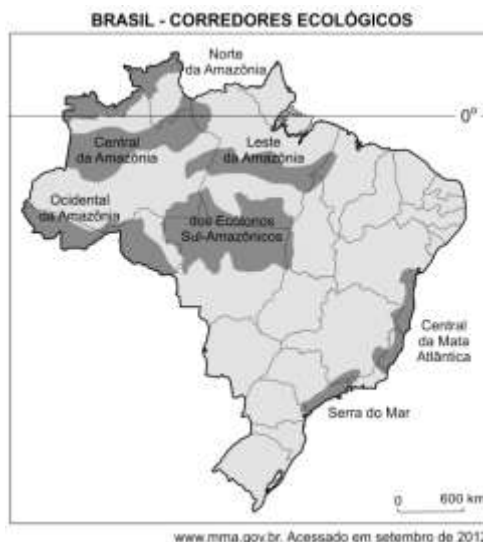 BRASIL - CORREDORES ECOLÓGICOS
Norte
da Amazônia
0º
Central
da Amazônia
Leste
da Amazônia
Ocidental
da Amazônia
dos Ecotonos
Sul-Amazônicos
Central
da Mata
Atlântica
Serra do Mar
0 600 km
www.mma.gov.br. Acessado em setembro de 2012